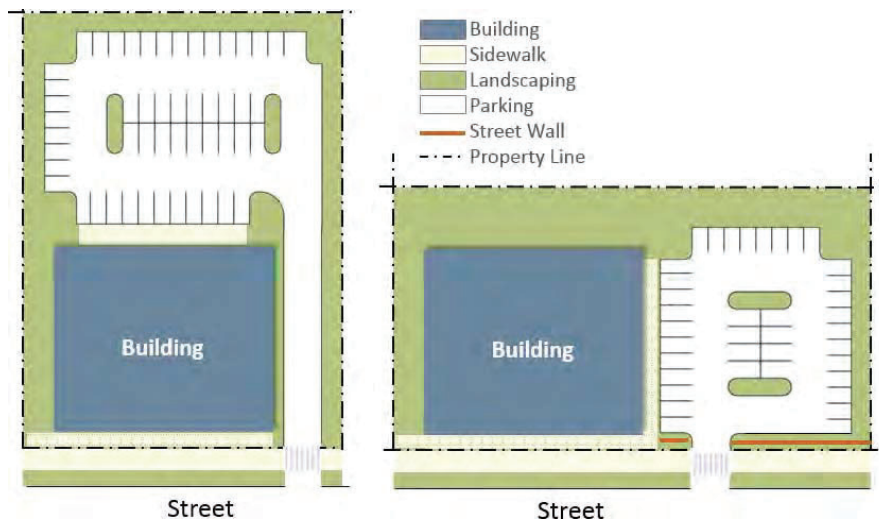 Building
Sidewalk
Landscaping
Parking
Street Wall
Property Line
Building
Building
Street
Street